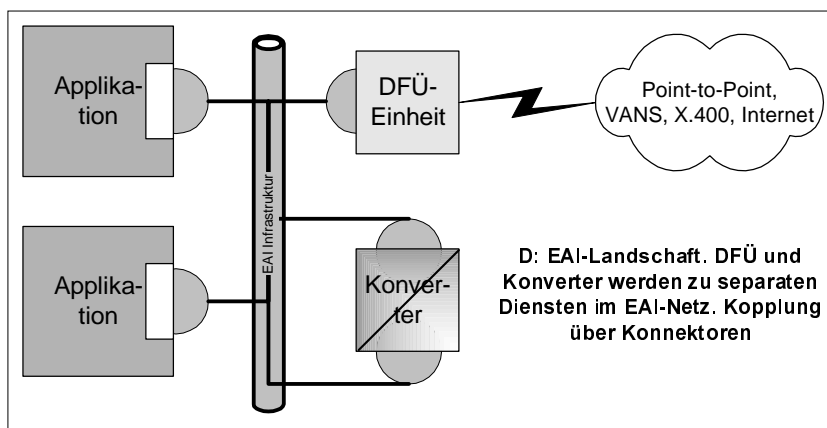 Applika-
tion
DFÜ-
Einheit
Point-to-Point,
VANS, X.400, Internet
EAI Infrastruktur
Applika-
tion
Konver-
ter
D: EAI-Landschaft. DFÜ und
Konverter werden zu separaten
Diensten im EAI-Netz. Kopplung
über Konnektoren